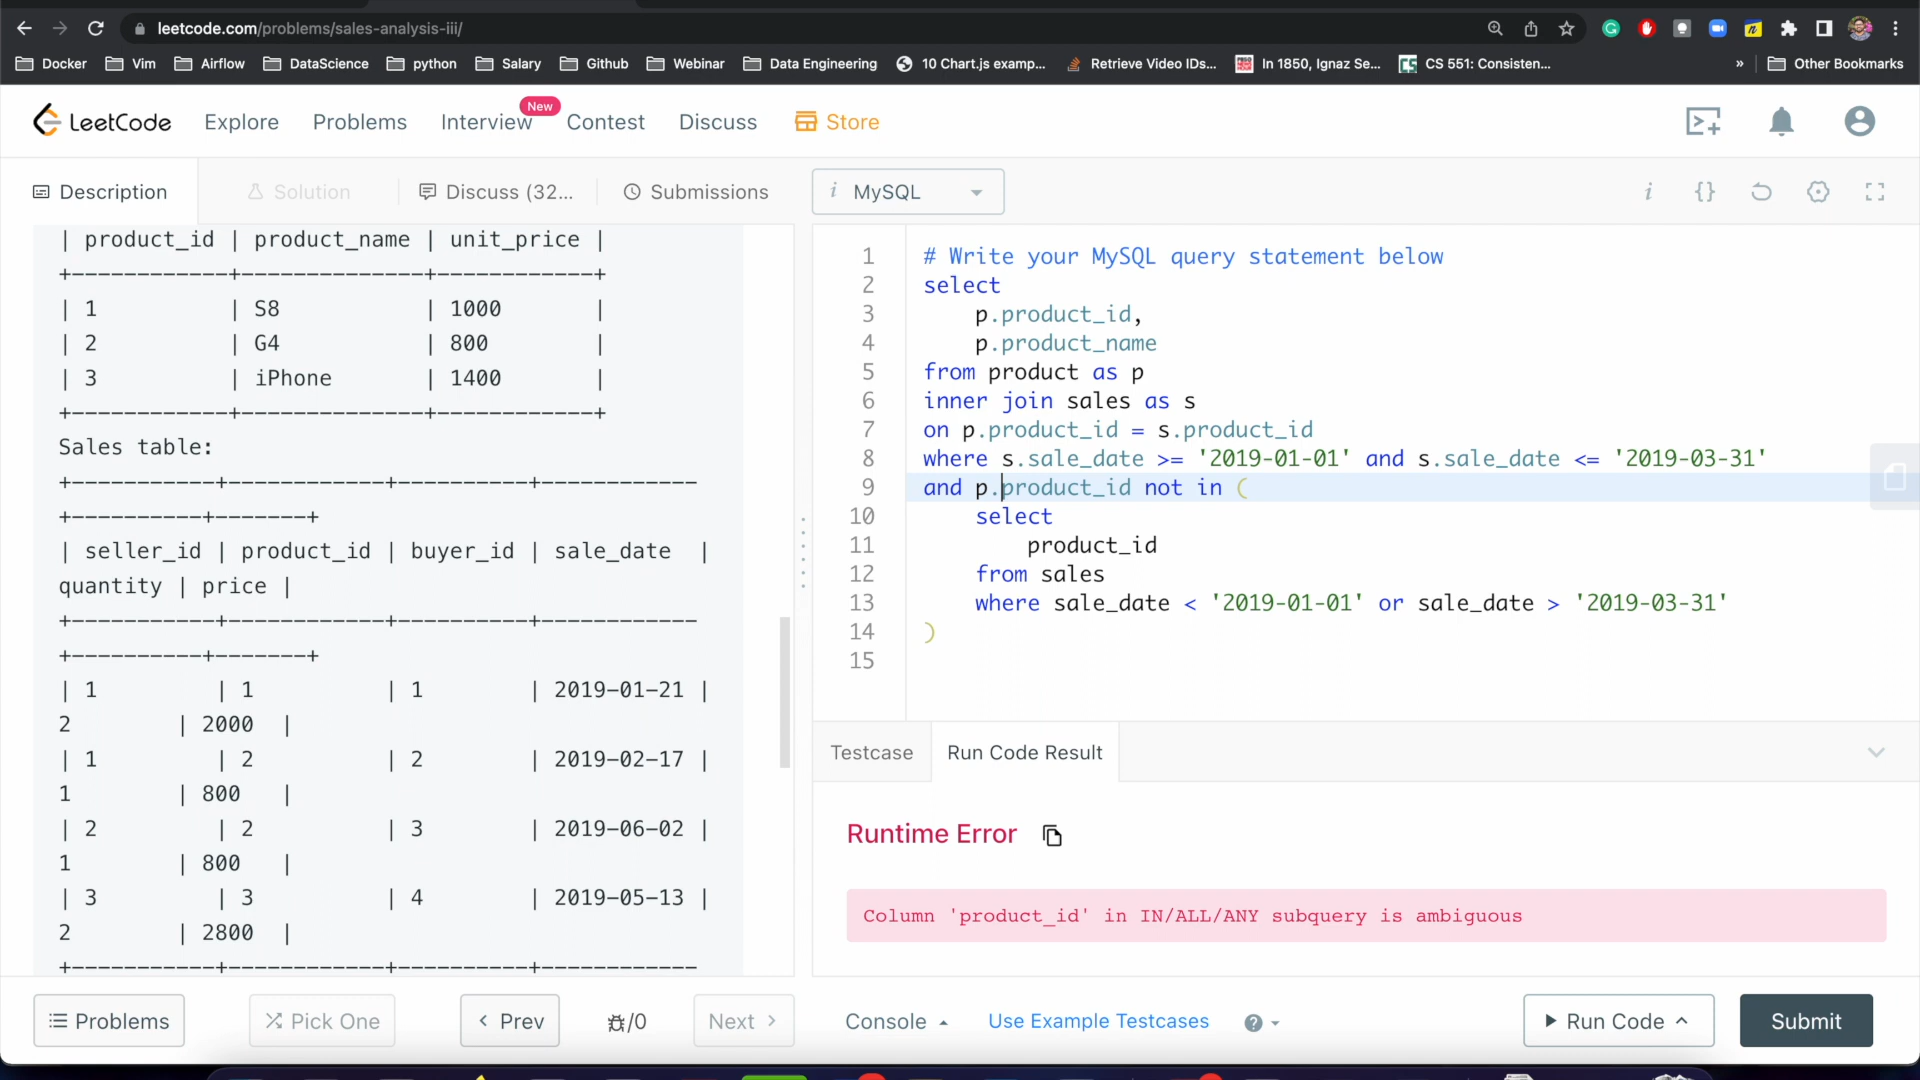 leetcode.com/problems/sales-analysis-iii/
Docker Vim Airflow DataScience python Salary Github Webinar Data Engineering 10 Chart.js examp... Retrieve Video IDs... In 1850, Ignaz Se... CS 551: Consisten... » Other Bookmarks
LeetCode Explore Problems Interview New Contest Discuss Store
Description Solution Discuss (32... Submissions
| product_id | product_name | unit_price |
+------------+--------------+------------+
| 1 | S8 | 1000 |
| 2 | G4 | 800 |
| 3 | iPhone | 1400 |
+------------+--------------+------------+
Sales table:
+-----------+------------+----------+------------
+----------+-------+
| seller_id | product_id | buyer_id | sale_date |
quantity | price |
+-----------+------------+----------+------------
+----------+-------+
| 1 | 1 | 1 | 2019-01-21 |
2 | 2000 |
| 1 | 2 | 2 | 2019-02-17 |
1 | 800 |
| 2 | 2 | 3 | 2019-06-02 |
1 | 800 |
| 3 | 3 | 4 | 2019-05-13 |
2 | 2800 |
+-----------+------------+----------+------------
i MySQL
i {}
1 # Write your MySQL query statement below
2 select
3 p.product_id,
4 p.product_name
5 from product as p
6 inner join sales as s
7 on p.product_id = s.product_id
8 where s.sale_date >= '2019-01-01' and s.sale_date <= '2019-03-31'
9 and p.product_id not in (
10 select
11 product_id
12 from sales
13 where sale_date < '2019-01-01' or sale_date > '2019-03-31'
14 )
15
Testcase Run Code Result
Runtime Error
Column 'product_id' in IN/ALL/ANY subquery is ambiguous
Problems Pick One < Prev /0 Next > Console Use Example Testcases ? Run Code Submit